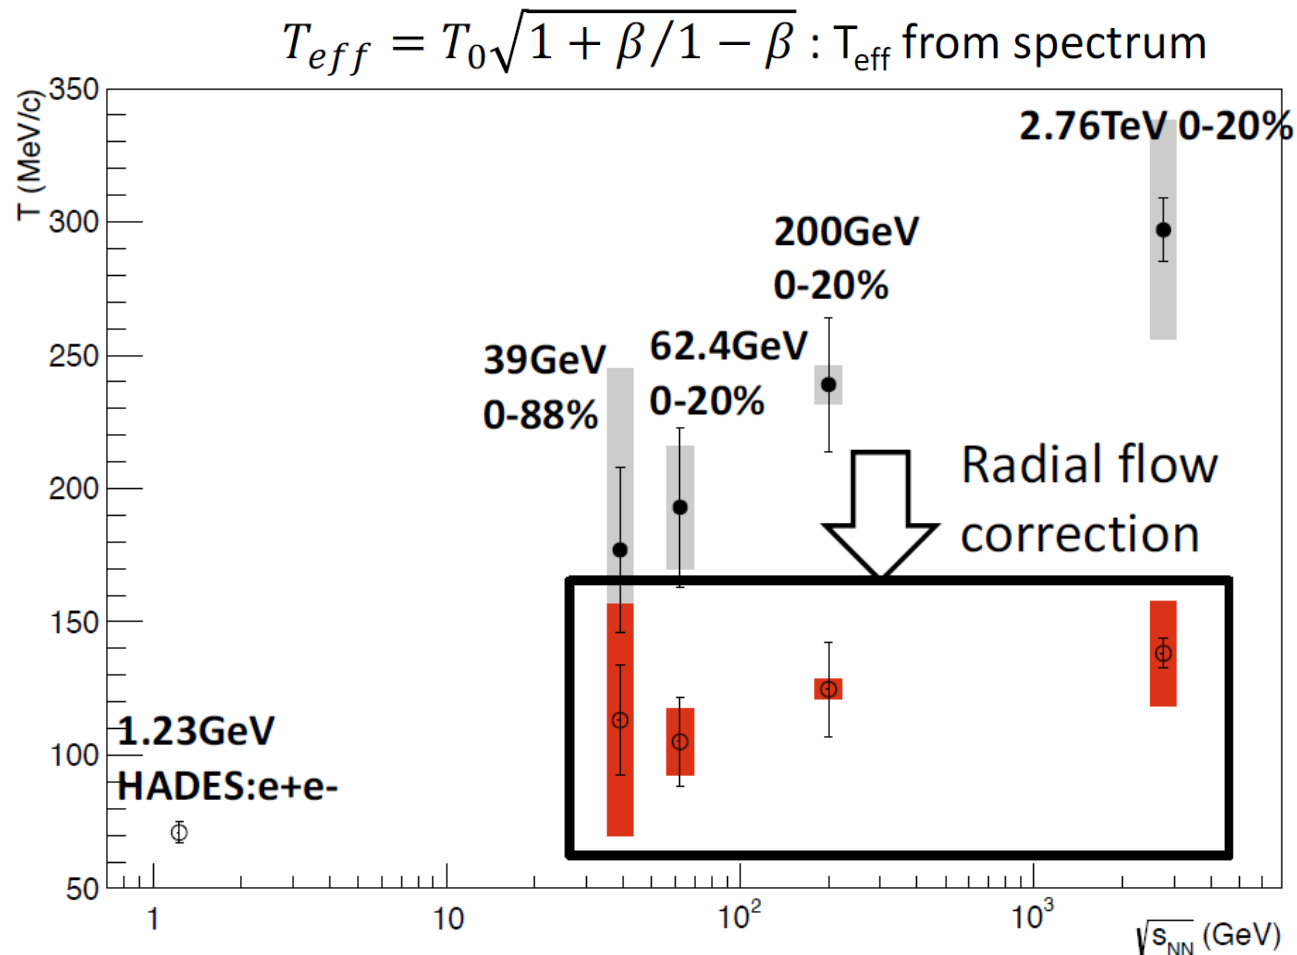 T_eff = T_0√1 + β/1 − β : T_eff from spectrum
T (MeV/c)
350
300
250
200
150
100
50
2.76TeV 0-20%
200GeV
0-20%
39GeV
0-88%
62.4GeV
0-20%
Radial flow
correction
1.23GeV
HADES:e+e-
1
10
10²
10³
√s_NN (GeV)